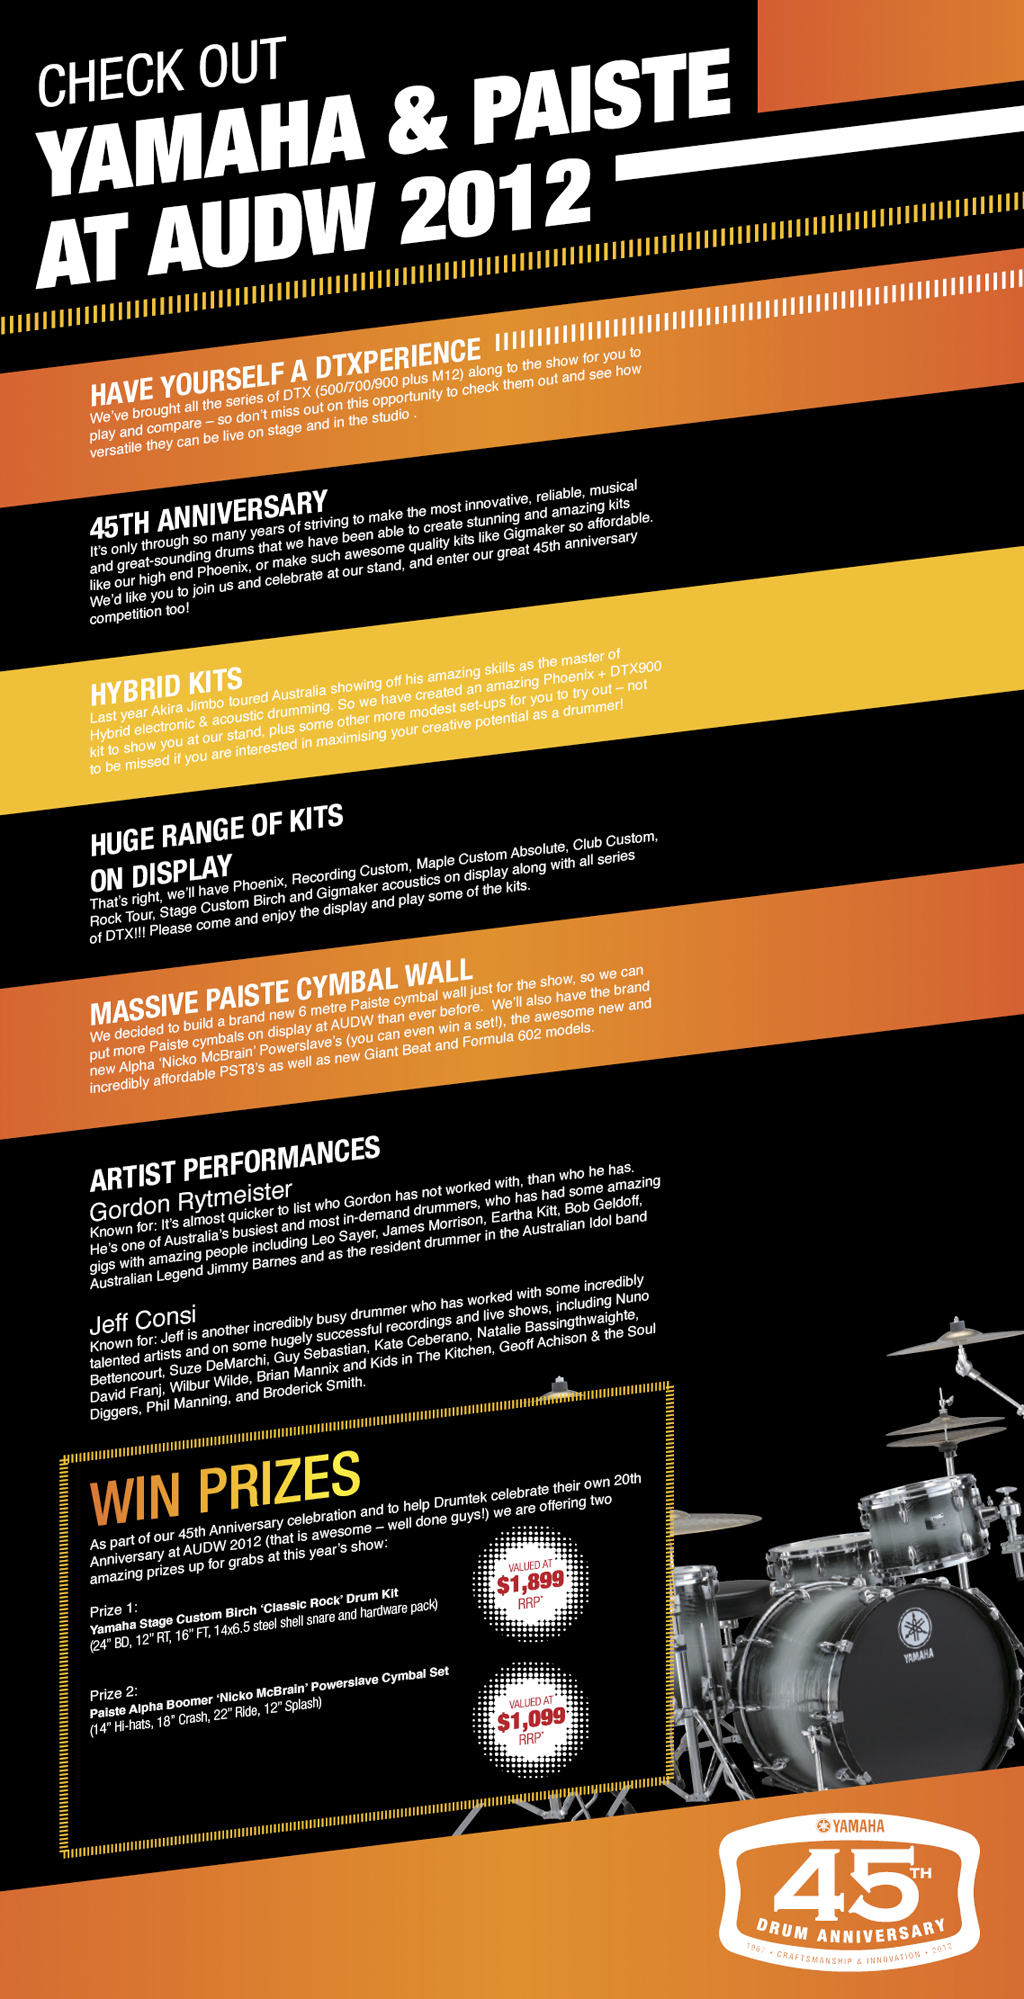 CHECK OUT
YAMAHA & PAISTE
AT AUDW 2012
HAVE YOURSELF A DTXPERIENCE
We've brought all the series of DTX (500/700/900 plus M12) along to the show for you to
play and compare – so don't miss out on this opportunity to check them out and see how
versatile they can be live on stage and in the studio .
45TH ANNIVERSARY
It's only through so many years of striving to make the most innovative, reliable, musical
and great-sounding drums that we have been able to create stunning and amazing kits
like our high end Phoenix, or make such awesome quality kits like Gigmaker so affordable.
We'd like you to join us and celebrate at our stand, and enter our great 45th anniversary
competition too!
HYBRID KITS
Last year Akira Jimbo toured Australia showing off his amazing skills as the master of
Hybrid electronic & acoustic drumming. So we have created an amazing Phoenix + DTX900
kit to show you at our stand, plus some other more modest set-ups for you to try out – not
to be missed if you are interested in maximising your creative potential as a drummer!
HUGE RANGE OF KITS
ON DISPLAY
That's right, we'll have Phoenix, Recording Custom, Maple Custom Absolute, Club Custom,
Rock Tour, Stage Custom Birch and Gigmaker acoustics on display along with all series
of DTX!!! Please come and enjoy the display and play some of the kits.
MASSIVE PAISTE CYMBAL WALL
We decided to build a brand new 6 metre Paiste cymbal wall just for the show, so we can
put more Paiste cymbals on display at AUDW than ever before. We'll also have the brand
new Alpha 'Nicko McBrain' Powerslave's (you can even win a set!), the awesome new and
incredibly affordable PST8's as well as new Giant Beat and Formula 602 models.
ARTIST PERFORMANCES
Gordon Rytmeister
Known for: It's almost quicker to list who Gordon has not worked with, than who he has.
He's one of Australia's busiest and most in-demand drummers, who has had some amazing
gigs with amazing people including Leo Sayer, James Morrison, Eartha Kitt, Bob Geldoff,
Australian Legend Jimmy Barnes and as the resident drummer in the Australian Idol band
Jeff Consi
Known for: Jeff is another incredibly busy drummer who has worked with some incredibly
talented artists and on some hugely successful recordings and live shows, including Nuno
Bettencourt, Suze DeMarchi, Guy Sebastian, Kate Ceberano, Natalie Bassingthwaighte,
David Franj, Wilbur Wilde, Brian Mannix and Kids in The Kitchen, Geoff Achison & the Soul
Diggers, Phil Manning, and Broderick Smith.
WIN PRIZES
As part of our 45th Anniversary celebration and to help Drumtek celebrate their own 20th
Anniversary at AUDW 2012 (that is awesome – well done guys!) we are offering two
amazing prizes up for grabs at this year's show:
Prize 1:
Yamaha Stage Custom Birch 'Classic Rock' Drum Kit
(24" BD, 12" RT, 16" FT, 14x6.5 steel shell snare and hardware pack)
VALUED AT
$1,899
RRP*
Prize 2:
Paiste Alpha Boomer 'Nicko McBrain' Powerslave Cymbal Set
(14" Hi-hats, 18" Crash, 22" Ride, 12" Splash)
VALUED AT
$1,099
RRP*
YAMAHA
YAMAHA
45TH
DRUM ANNIVERSARY
1967 • CRAFTSMANSHIP & INNOVATION • 2012